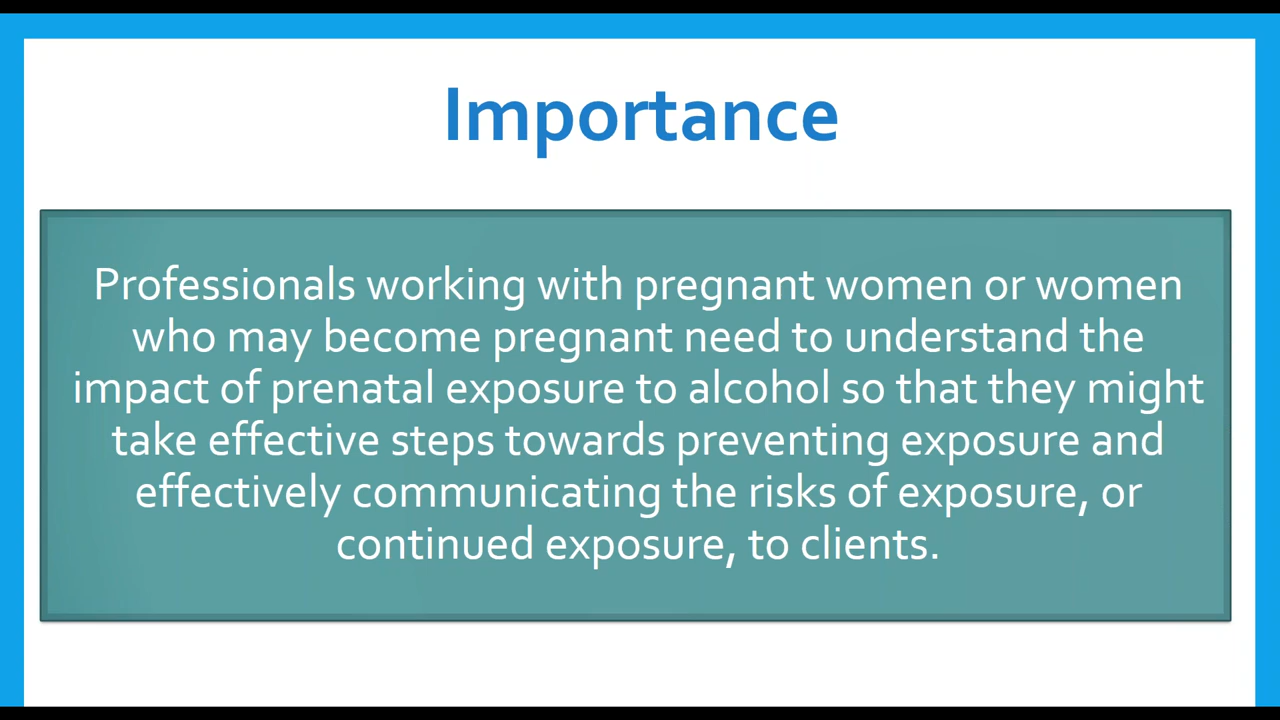 Importance
Professionals working with pregnant women or women
who may become pregnant need to understand the
impact of prenatal exposure to alcohol so that they might
take effective steps towards preventing exposure and
effectively communicating the risks of exposure, or
continued exposure, to clients.